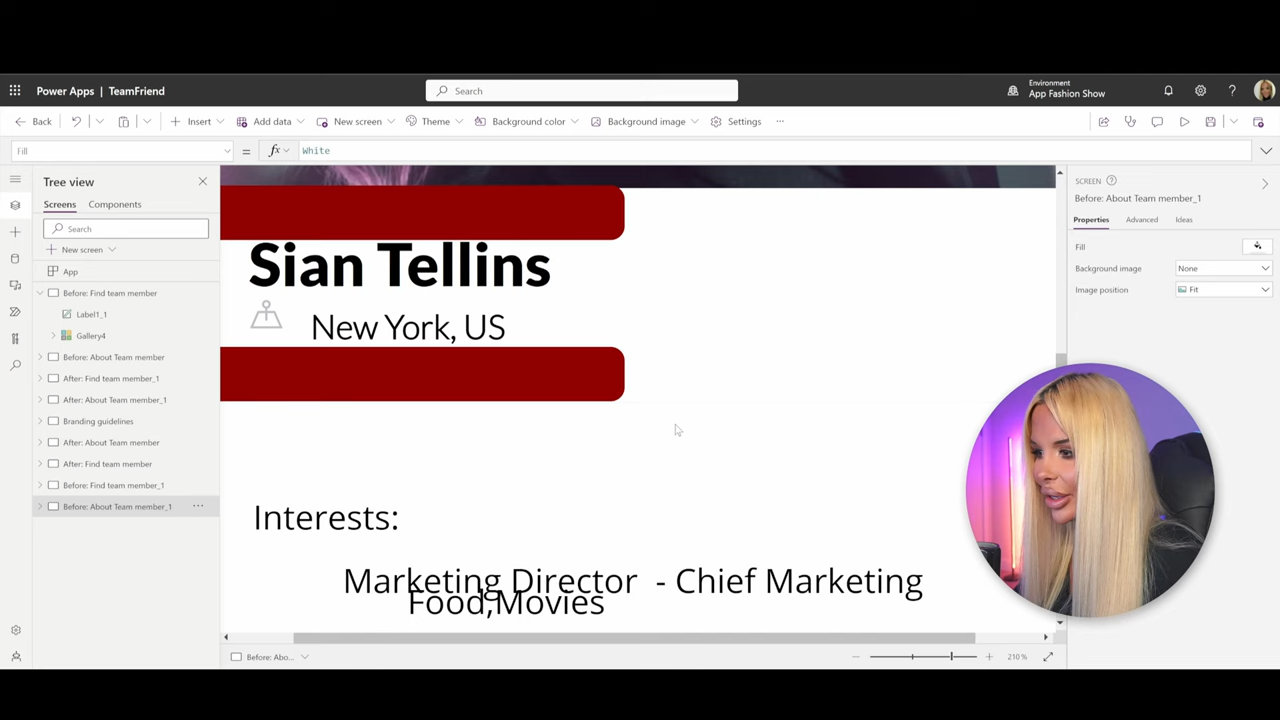 Power Apps | TeamFriend
Search
Environment
App Fashion Show
Back
Insert
Add data
New screen
Theme
Background color
Background image
Settings
Fill
=
fx
White
Tree view
Screens
Components
Search
New screen
App
Before: Find team member
Label1_1
Gallery4
Before: About Team member
After: Find team member_1
After: About Team member_1
Branding guidelines
After: About Team member
After: Find team member
Before: Find team member_1
Before: About Team member_1
Sian Tellins
New York, US
Interests:
Marketing Director - Chief Marketing
Food,Movies
SCREEN
Before: About Team member_1
Properties
Advanced
Ideas
Fill
Background image
None
Image position
Fit
Before: Abo...
210%